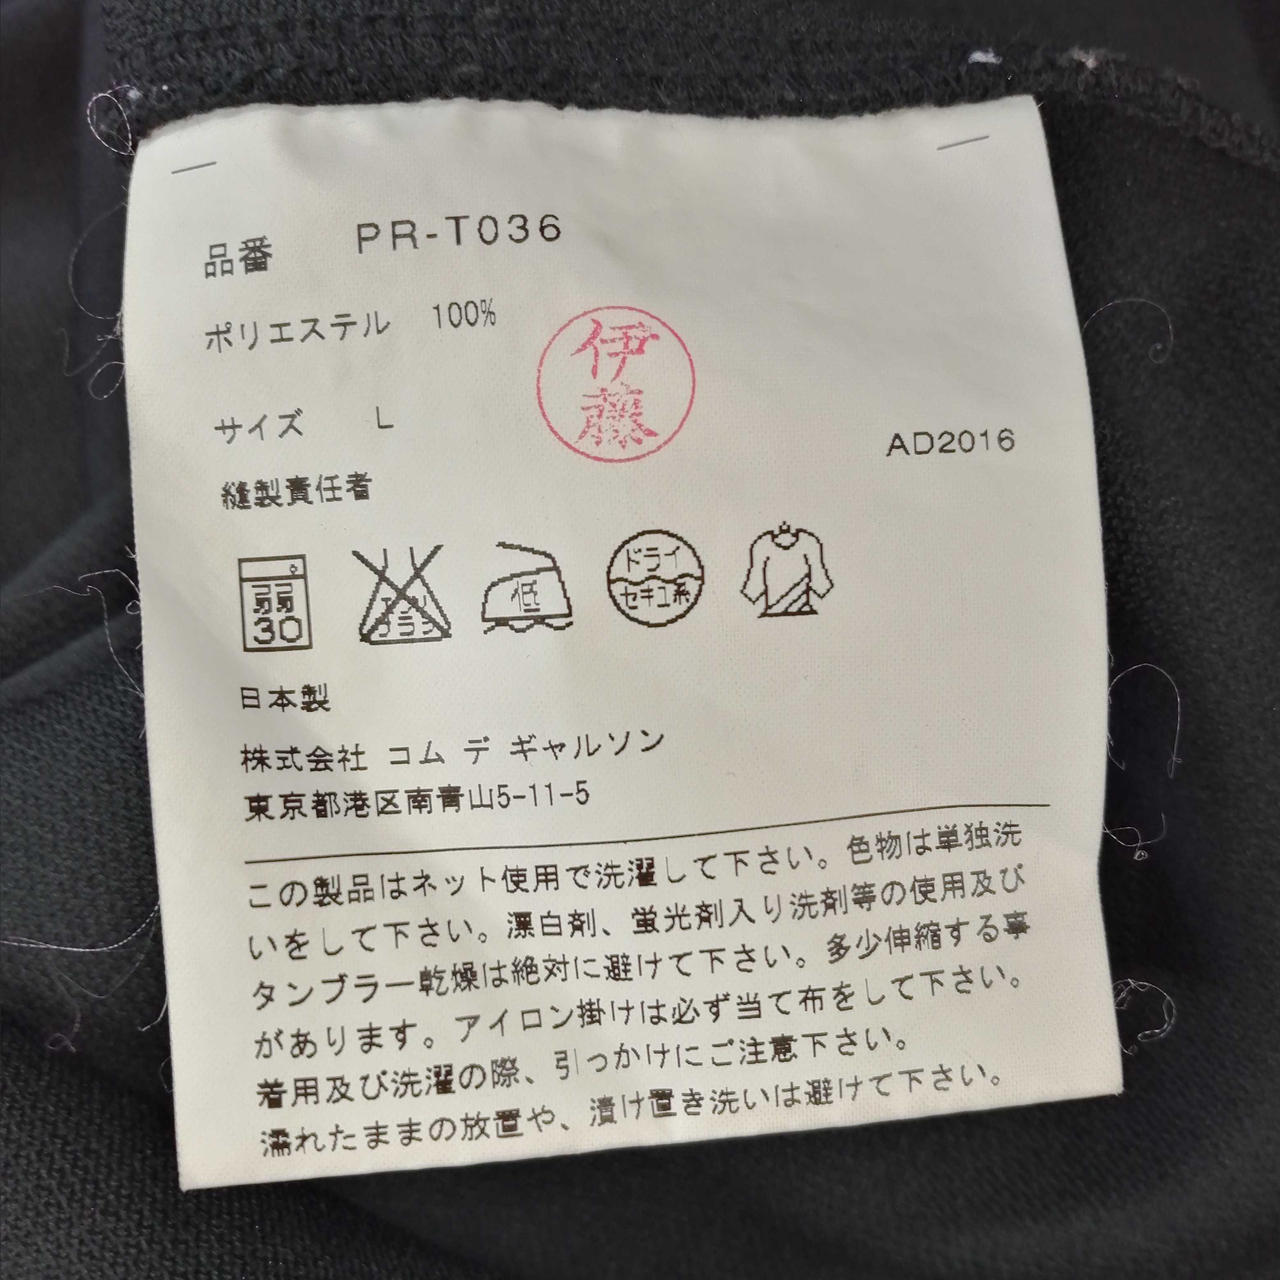 品番 PR-T036
ポリエステル 100%
伊
藤
サイズ L
AD2016
縫製責任者
弱
30
エンソ
サラシ
低
ドライ
セキユ系
日本製
株式会社 コム デ ギャルソン
東京都港区南青山5-11-5
この製品はネット使用で洗濯して下さい。色物は単独洗
いをして下さい。漂白剤、蛍光剤入り洗剤等の使用及び
タンブラー乾燥は絶対に避けて下さい。多少伸縮する事
があります。アイロン掛けは必ず当て布をして下さい。
着用及び洗濯の際、引っかけにご注意下さい。
濡れたままの放置や、漬け置き洗いは避けて下さい。